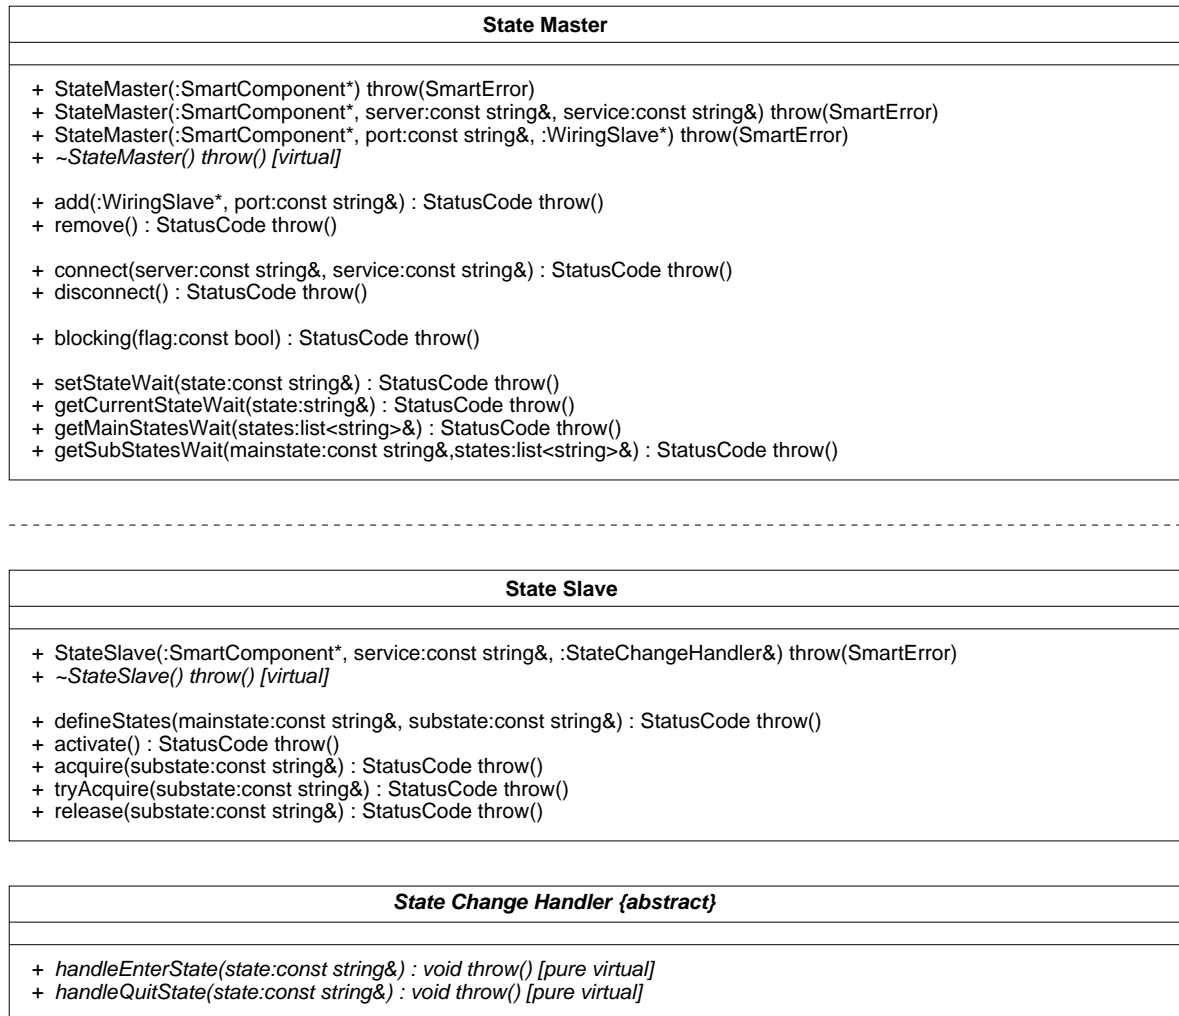 State Master
+ StateMaster(:SmartComponent*) throw(SmartError)
+ StateMaster(:SmartComponent*, server:const string&, service:const string&) throw(SmartError)
+ StateMaster(:SmartComponent*, port:const string&, :WiringSlave*) throw(SmartError)
+ ~StateMaster() throw() [virtual]
+ add(:WiringSlave*, port:const string&) : StatusCode throw()
+ remove() : StatusCode throw()
+ connect(server:const string&, service:const string&) : StatusCode throw()
+ disconnect() : StatusCode throw()
+ blocking(flag:const bool) : StatusCode throw()
+ setStateWait(state:const string&) : StatusCode throw()
+ getCurrentStateWait(state:string&) : StatusCode throw()
+ getMainStatesWait(states:list<string>&) : StatusCode throw()
+ getSubStatesWait(mainstate:const string&,states:list<string>&) : StatusCode throw()
State Slave
+ StateSlave(:SmartComponent*, service:const string&, :StateChangeHandler&) throw(SmartError)
+ ~StateSlave() throw() [virtual]
+ defineStates(mainstate:const string&, substate:const string&) : StatusCode throw()
+ activate() : StatusCode throw()
+ acquire(substate:const string&) : StatusCode throw()
+ tryAcquire(substate:const string&) : StatusCode throw()
+ release(substate:const string&) : StatusCode throw()
State Change Handler {abstract}
+ handleEnterState(state:const string&) : void throw() [pure virtual]
+ handleQuitState(state:const string&) : void throw() [pure virtual]